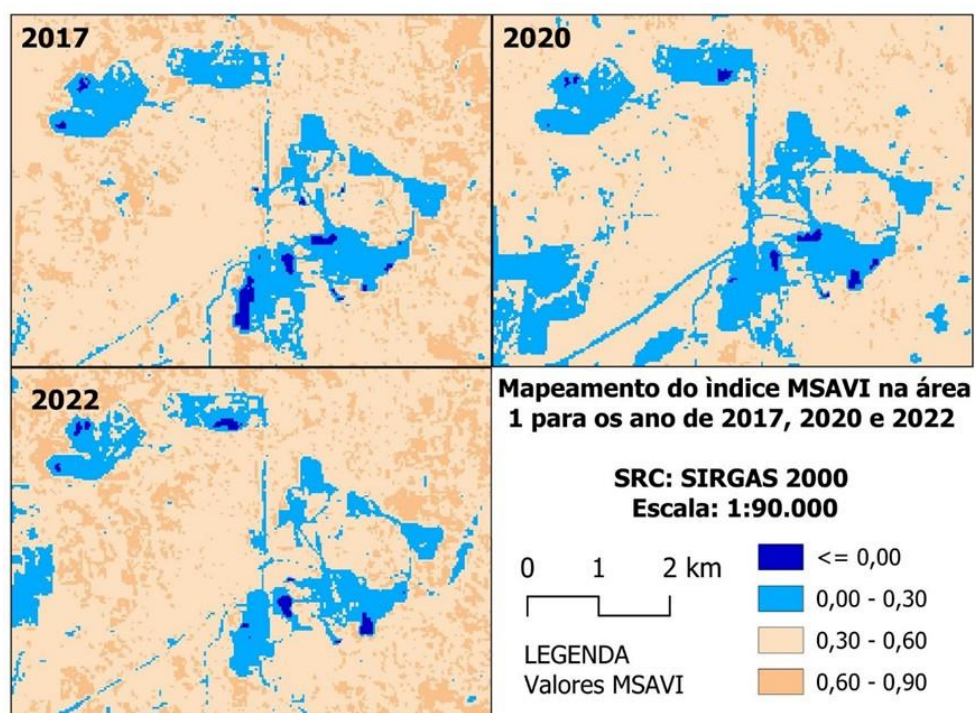 2017
2020
2022
Mapeamento do ìndice MSAVI na área
1 para os ano de 2017, 2020 e 2022
SRC: SIRGAS 2000
Escala: 1:90.000
0 1 2 km
LEGENDA
Valores MSAVI
<= 0,00
0,00 - 0,30
0,30 - 0,60
0,60 - 0,90